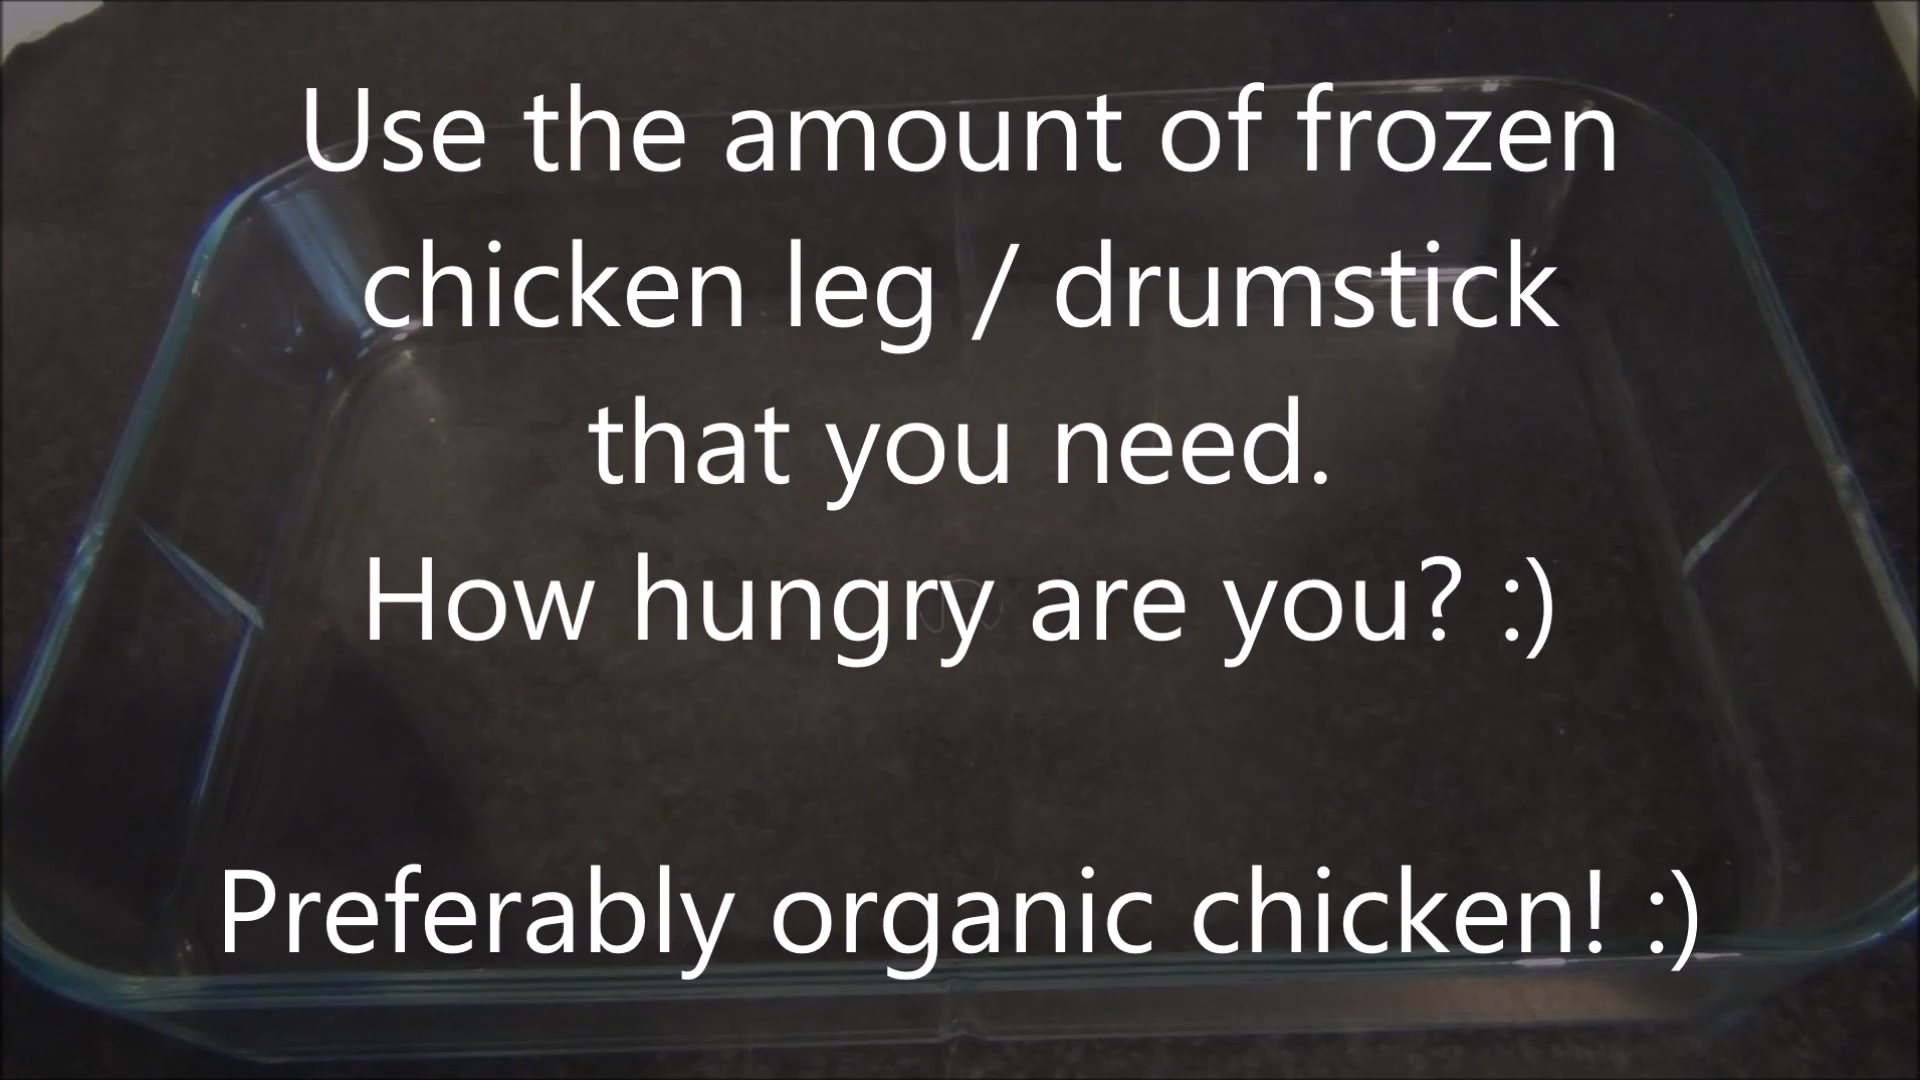 Use the amount of frozen
chicken leg / drumstick
that you need.
How hungry are you? :)
Preferably organic chicken! :)